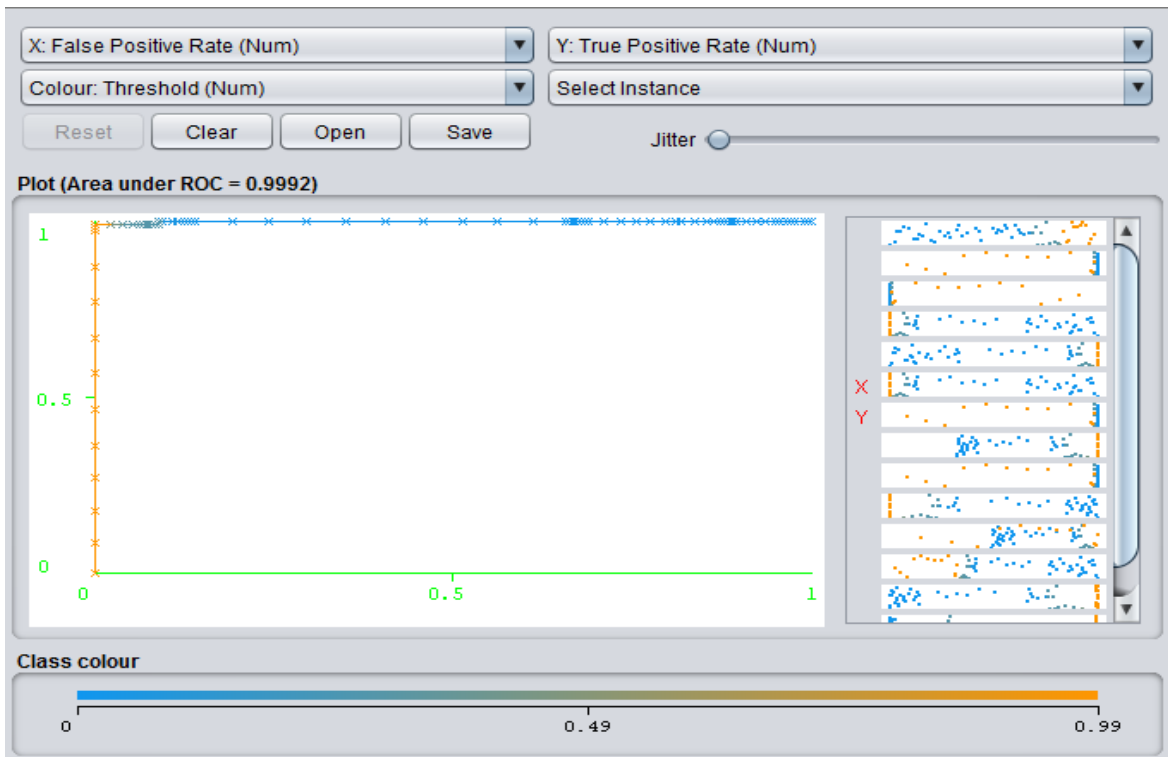 X: False Positive Rate (Num)
Y: True Positive Rate (Num)
Colour: Threshold (Num)
Select Instance
Reset
Clear
Open
Save
Jitter
Plot (Area under ROC = 0.9992)
1
0.5
0
0
0.5
1
X
Y
Class colour
0
0.49
0.99